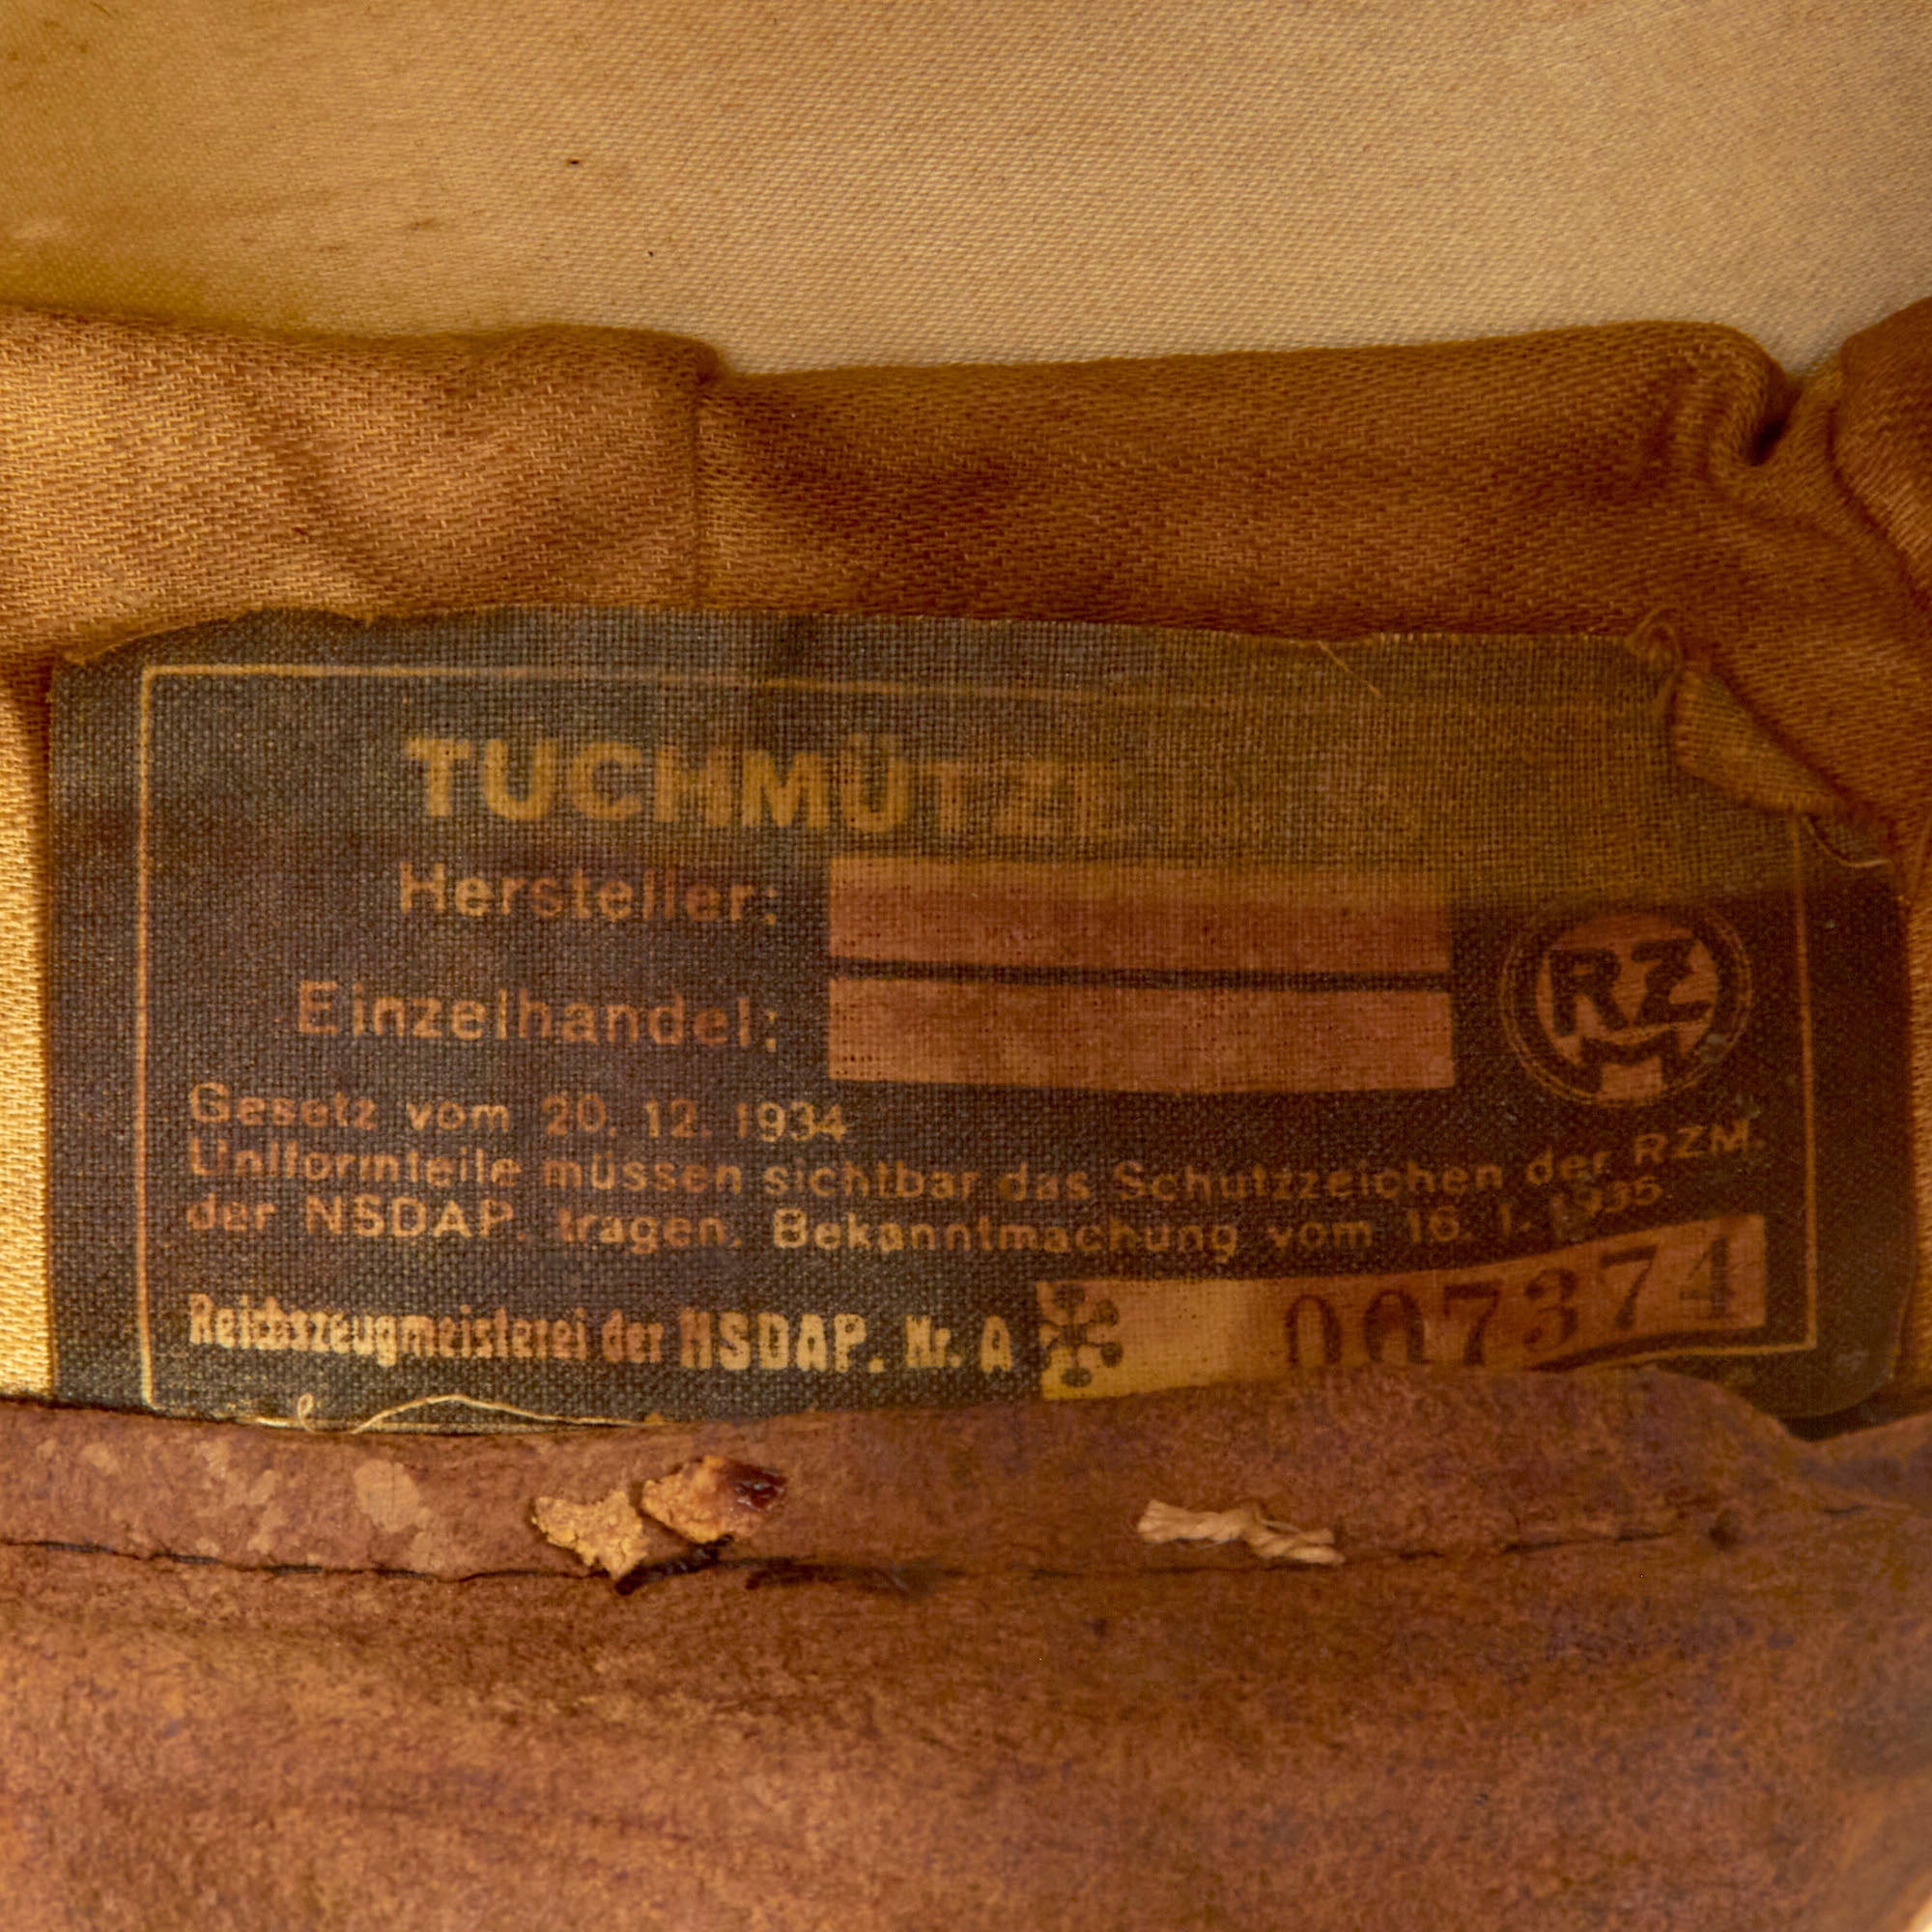 TUCHMÜTZE
Hersteller:
Einzelhandel:
RZM
Gesetz vom 20. 12. 1934
Uniformteile müssen sichtbar das Schutzzeichen der RZM.
der NSDAP. tragen. Bekanntmachung vom 16. 1. 1935
Reichszeugmeisterei der NSDAP. Nr. A 007374